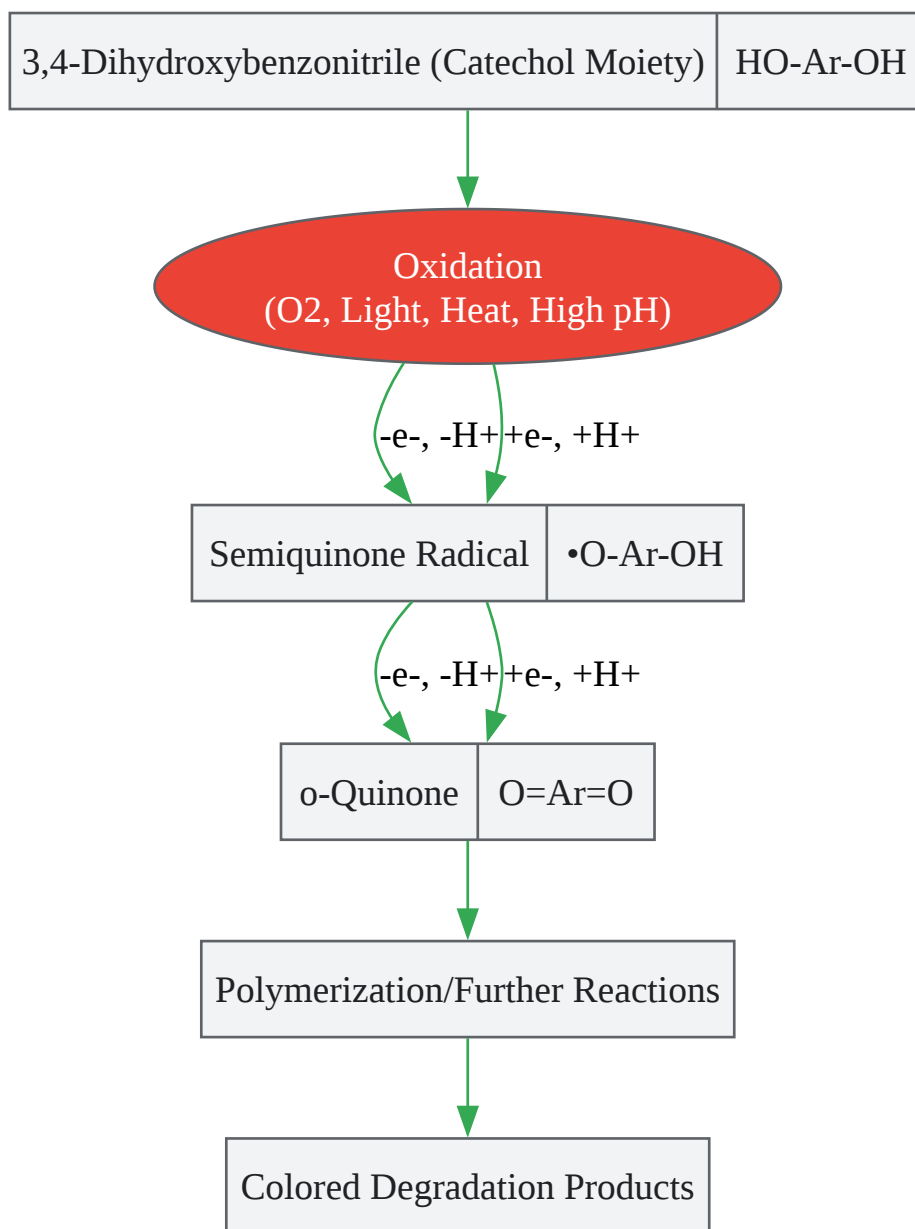 3,4-Dihydroxybenzonitrile (Catechol Moiety) HO-Ar-OH
Oxidation
(O2, Light, Heat, High pH)
-e-, -H+ +e-, +H+
Semiquinone Radical •O-Ar-OH
-e-, -H+ +e-, +H+
o-Quinone O=Ar=O
Polymerization/Further Reactions
Colored Degradation Products